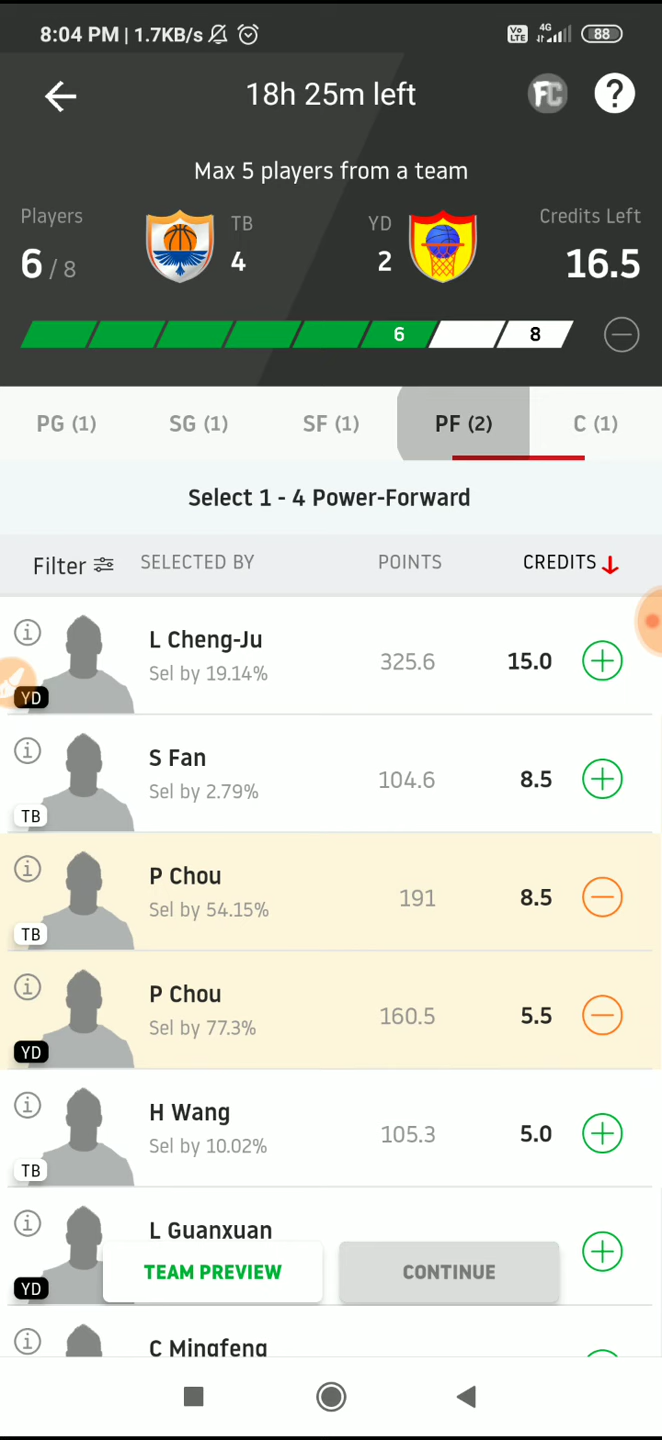 8:04 PM | 1.7KB/s
Vo LTE 4G 88
18h 25m left
FC ?
Max 5 players from a team
Players TB YD Credits Left
6 / 8 4 2 16.5
6 8
PG (1) SG (1) SF (1) PF (2) C (1)
Select 1 - 4 Power-Forward
Filter SELECTED BY POINTS CREDITS
L Cheng-Ju
Sel by 19.14% 325.6 15.0
YD
S Fan
Sel by 2.79% 104.6 8.5
TB
P Chou
Sel by 54.15% 191 8.5
TB
P Chou
Sel by 77.3% 160.5 5.5
YD
H Wang
Sel by 10.02% 105.3 5.0
TB
L Guanxuan
YD
TEAM PREVIEW CONTINUE
C Mingfeng